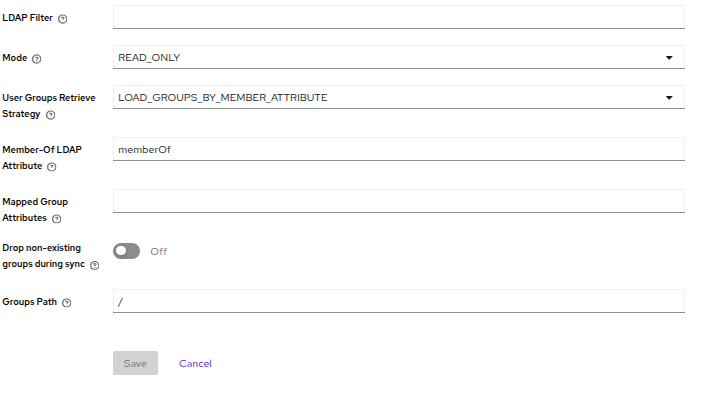 LDAP Filter
Mode
READ_ONLY
User Groups Retrieve
Strategy
LOAD_GROUPS_BY_MEMBER_ATTRIBUTE
Member-Of LDAP
Attribute
memberOf
Mapped Group
Attributes
Drop non-existing
groups during sync
Off
Groups Path
/
Save
Cancel